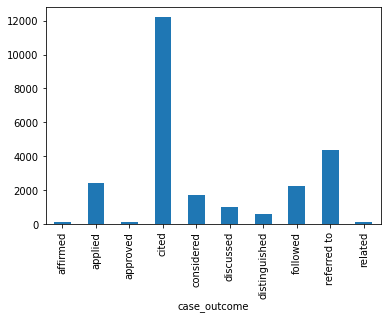 12000
10000
8000
6000
4000
2000
0
affirmed
applied
approved
cited
considered
discussed
distinguished
followed
referred to
related
case_outcome